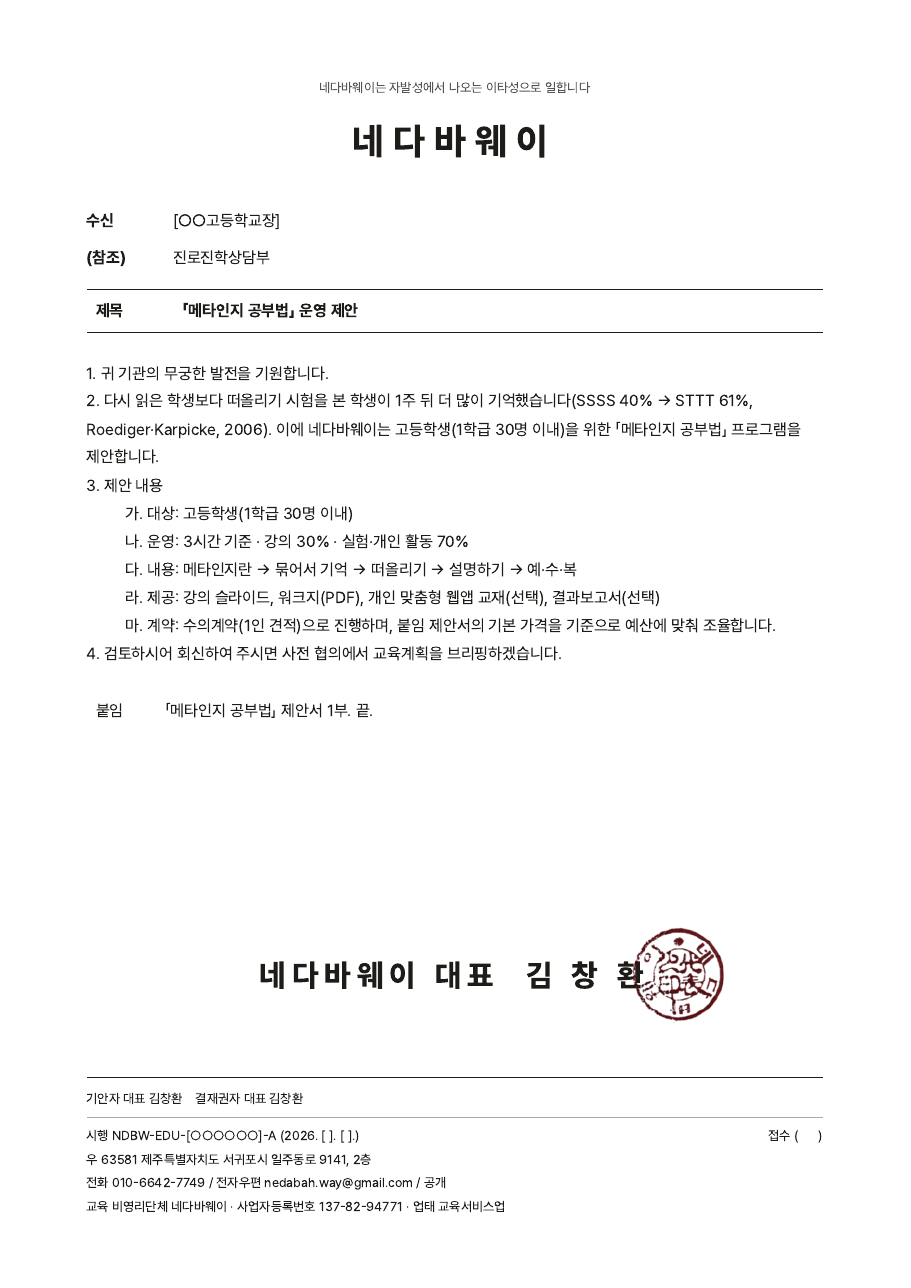 네다바웨이는 자발성에서 나오는 이타성으로 일합니다
네다바웨이
수신 [○○고등학교장]
(참조) 진로진학상담부
제목 「메타인지 공부법」 운영 제안
1. 귀 기관의 무궁한 발전을 기원합니다.
2. 다시 읽은 학생보다 떠올리기 시험을 본 학생이 1주 뒤 더 많이 기억했습니다(SSSS 40% → STTT 61%,
Roediger·Karpicke, 2006). 이에 네다바웨이는 고등학생(1학급 30명 이내)을 위한 「메타인지 공부법」 프로그램을
제안합니다.
3. 제안 내용
가. 대상: 고등학생(1학급 30명 이내)
나. 운영: 3시간 기준 · 강의 30% · 실험·개인 활동 70%
다. 내용: 메타인지란 → 묶어서 기억 → 떠올리기 → 설명하기 → 예·수·복
라. 제공: 강의 슬라이드, 워크지(PDF), 개인 맞춤형 웹앱 교재(선택), 결과보고서(선택)
마. 계약: 수의계약(1인 견적)으로 진행하며, 붙임 제안서의 기본 가격을 기준으로 예산에 맞춰 조율합니다.
4. 검토하시어 회신하여 주시면 사전 협의에서 교육계획을 브리핑하겠습니다.
붙임 「메타인지 공부법」 제안서 1부. 끝.
네다바웨이 대표 김 창 환
기안자 대표 김창환 결재권자 대표 김창환
시행 NDBW-EDU-[○○○○○○]-A (2026. [ ]. [ ].) 접수 ( )
우 63581 제주특별자치도 서귀포시 일주동로 9141, 2층
전화 010-6642-7749 / 전자우편 nedabah.way@gmail.com / 공개
교육 비영리단체 네다바웨이 · 사업자등록번호 137-82-94771 · 업태 교육서비스업